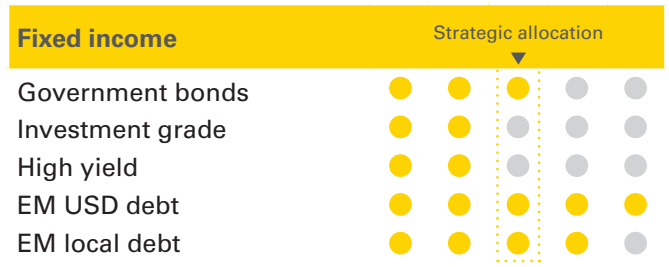 Fixed income
Strategic allocation
Government bonds
Investment grade
High yield
EM USD debt
EM local debt